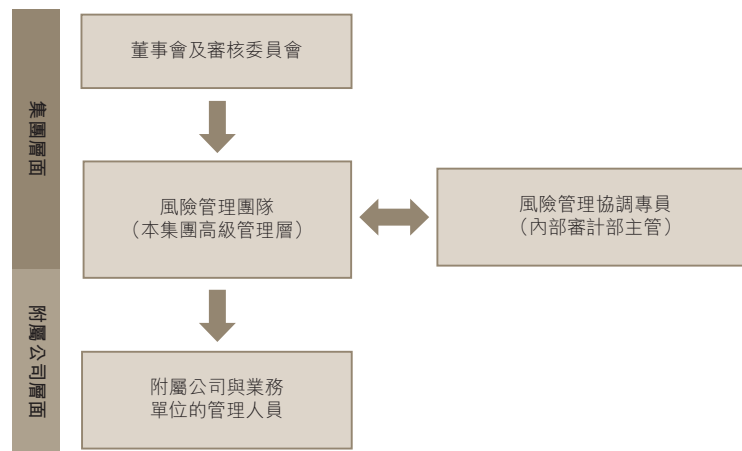 集團層面
董事會及審核委員會
風險管理團隊
（本集團高級管理層）
風險管理協調專員
（內部審計部主管）
附屬公司層面
附屬公司與業務
單位的管理人員